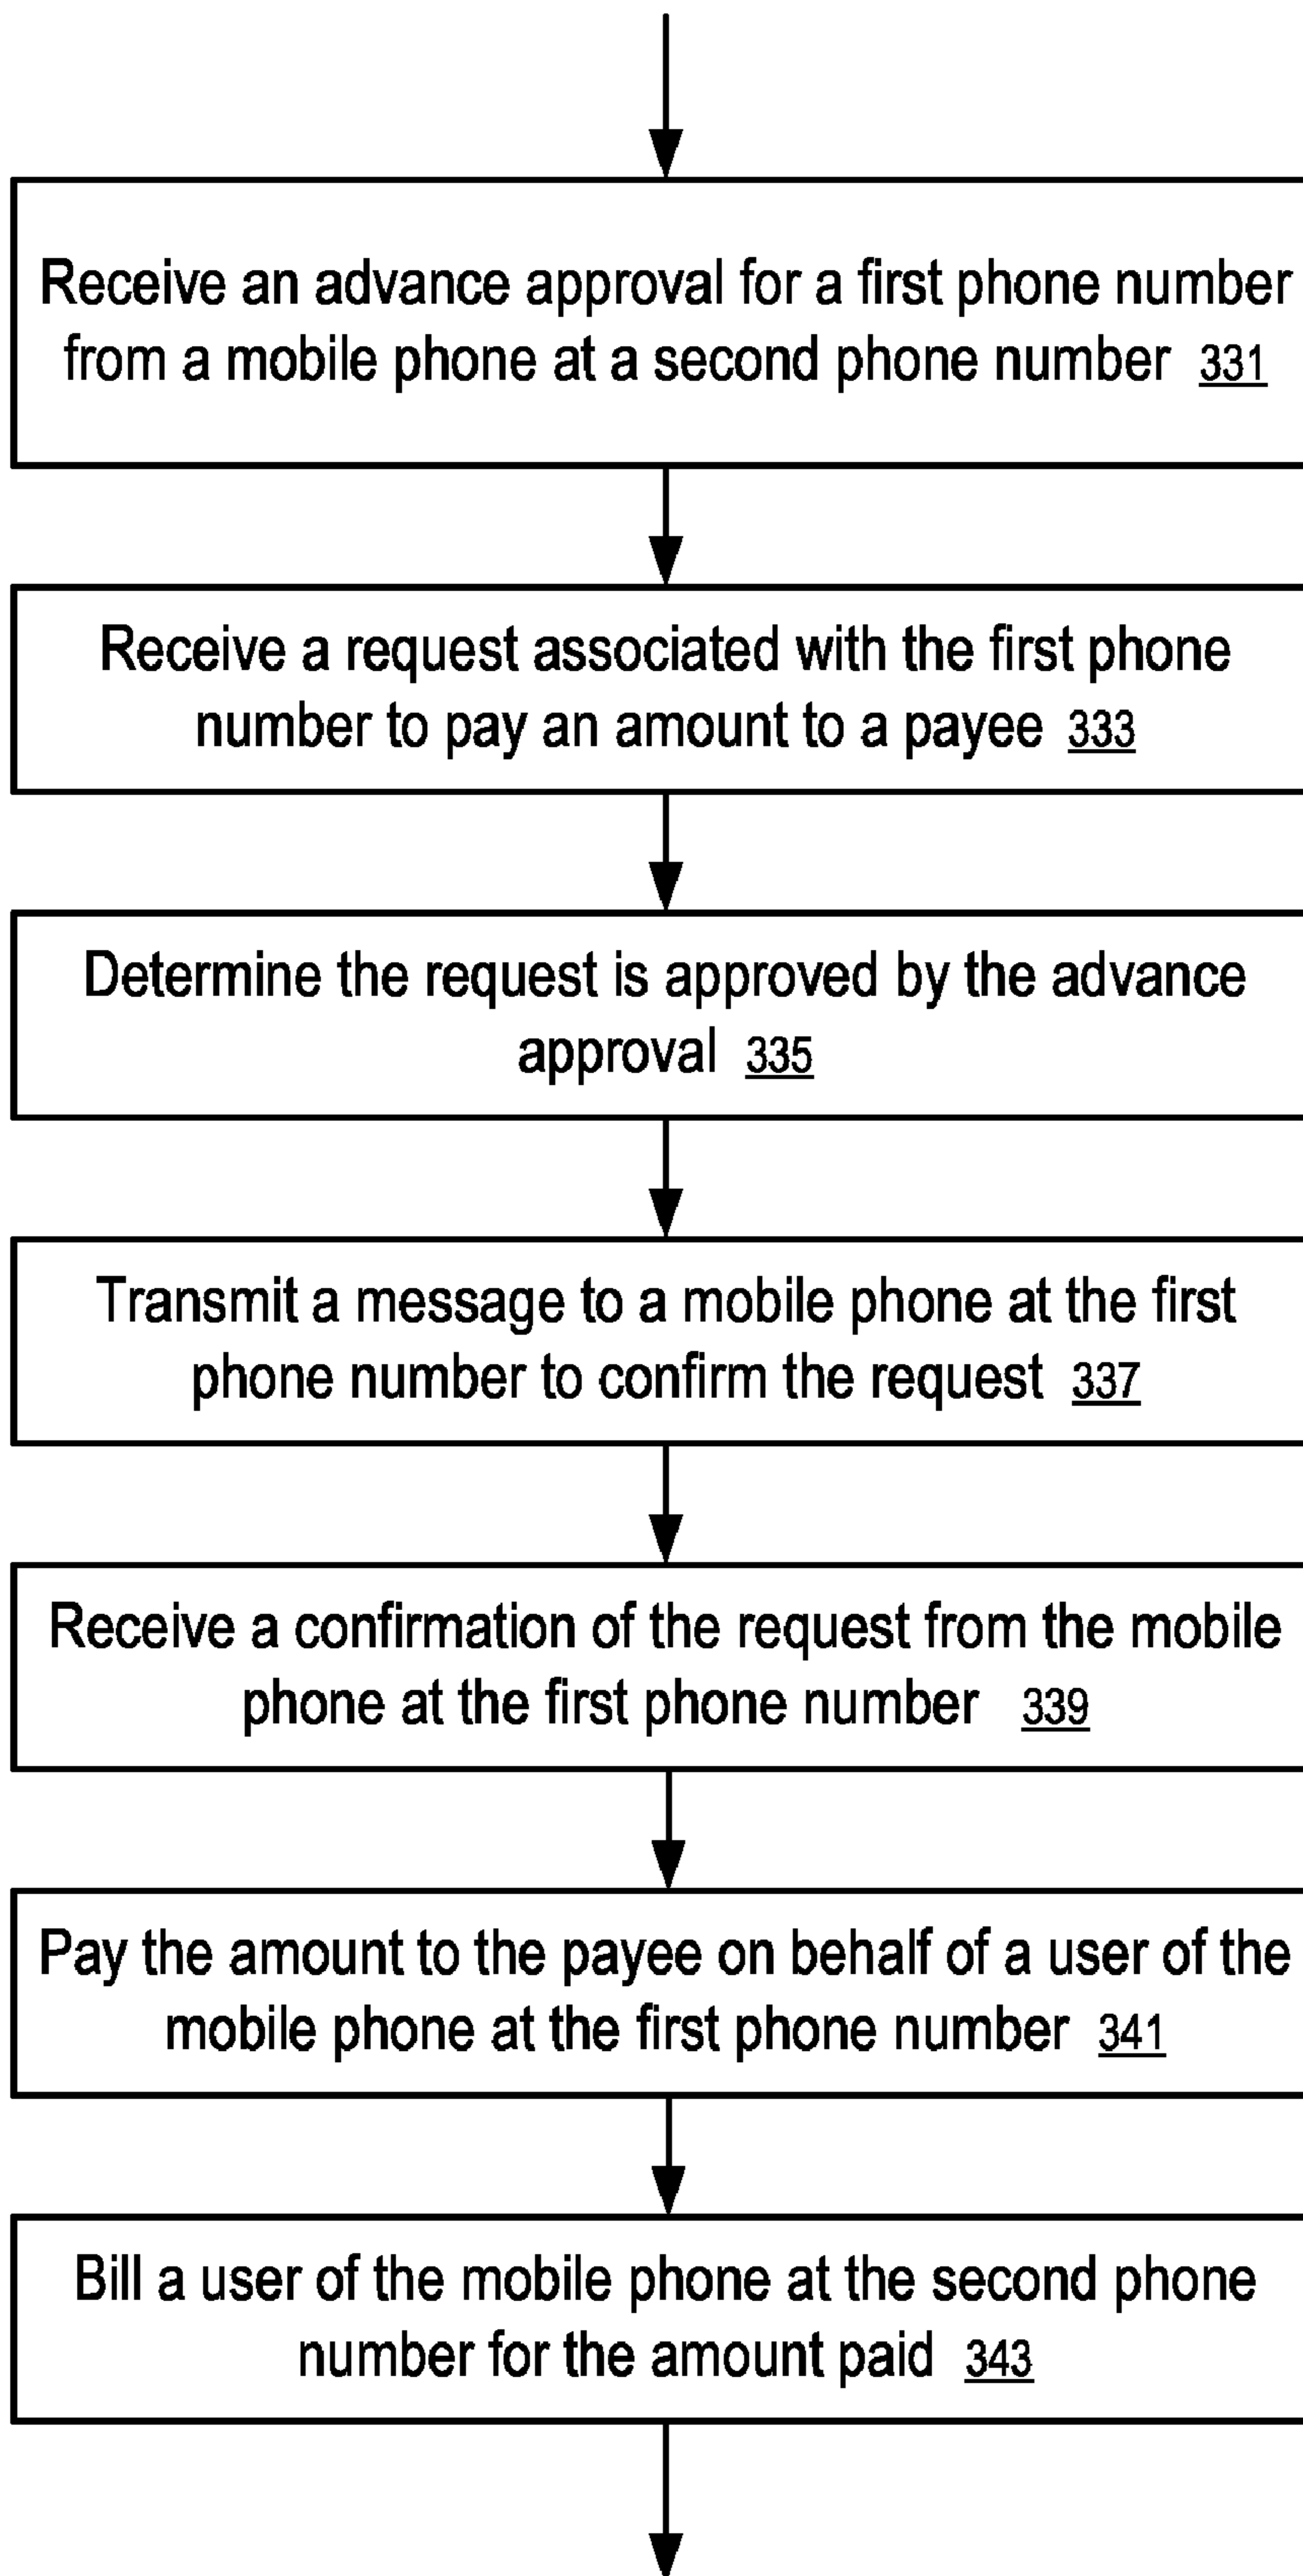 Receive an advance approval for a first phone number
from a mobile phone at a second phone number 331
Receive a request associated with the first phone
number to pay an amount to a payee 333
Determine the request is approved by the advance
approval 335
Transmit a message to a mobile phone at the first
phone number to confirm the request 337
Receive a confirmation of the request from the mobile
phone at the first phone number 339
Pay the amount to the payee on behalf of a user of the
mobile phone at the first phone number 341
Bill a user of the mobile phone at the second phone
number for the amount paid 343